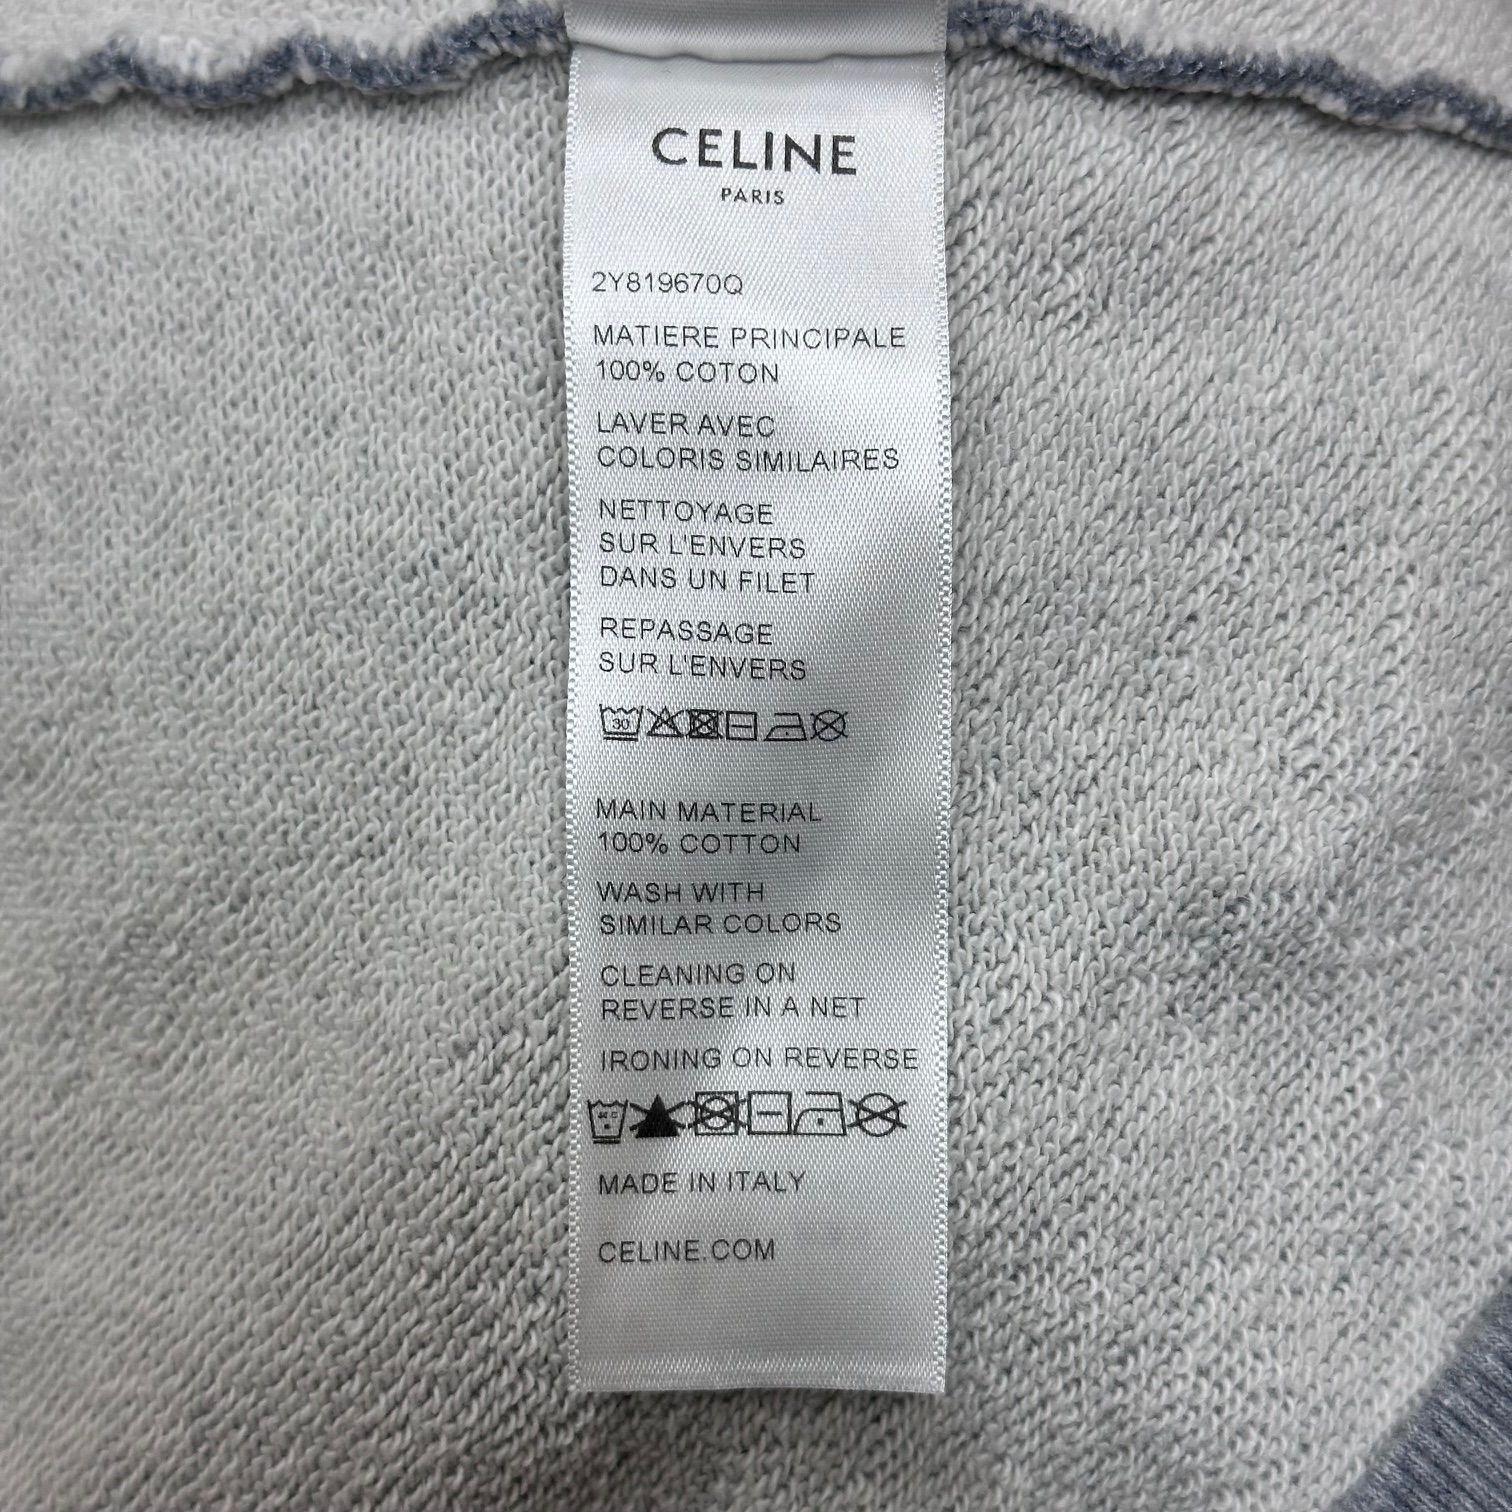 CELINE
PARIS
2Y819670Q
MATIERE PRINCIPALE
100% COTON
LAVER AVEC
COLORIS SIMILAIRES
NETTOYAGE
SUR L'ENVERS
DANS UN FILET
REPASSAGE
SUR L'ENVERS
30
MAIN MATERIAL
100% COTTON
WASH WITH
SIMILAR COLORS
CLEANING ON
REVERSE IN A NET
IRONING ON REVERSE
MADE IN ITALY
CELINE.COM